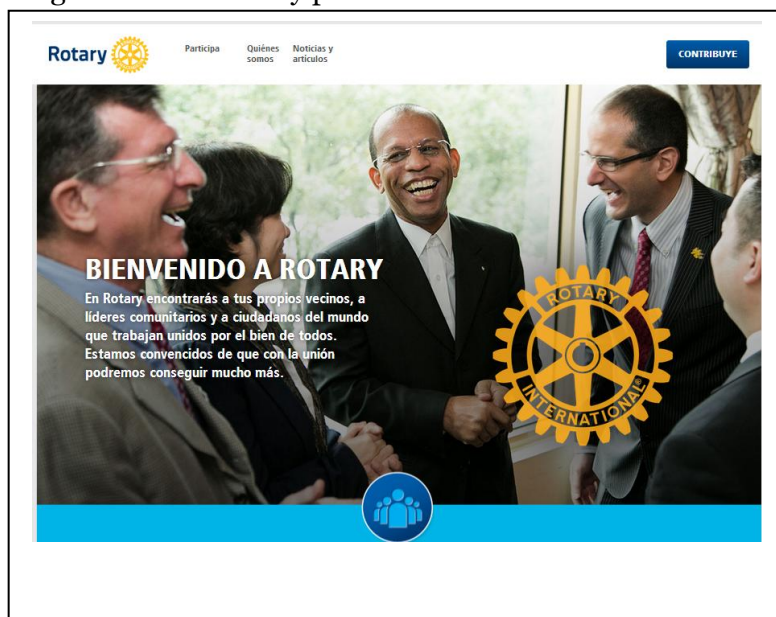 Rotary
Participa
Quiénes
somos
Noticias y
artículos
CONTRIBUYE
BIENVENIDO A ROTARY
En Rotary encontrarás a tus propios vecinos, a
líderes comunitarios y a ciudadanos del mundo
que trabajan unidos por el bien de todos.
Estamos convencidos de que con la unión
podremos conseguir mucho más.
ROTARY
INTERNATIONAL®